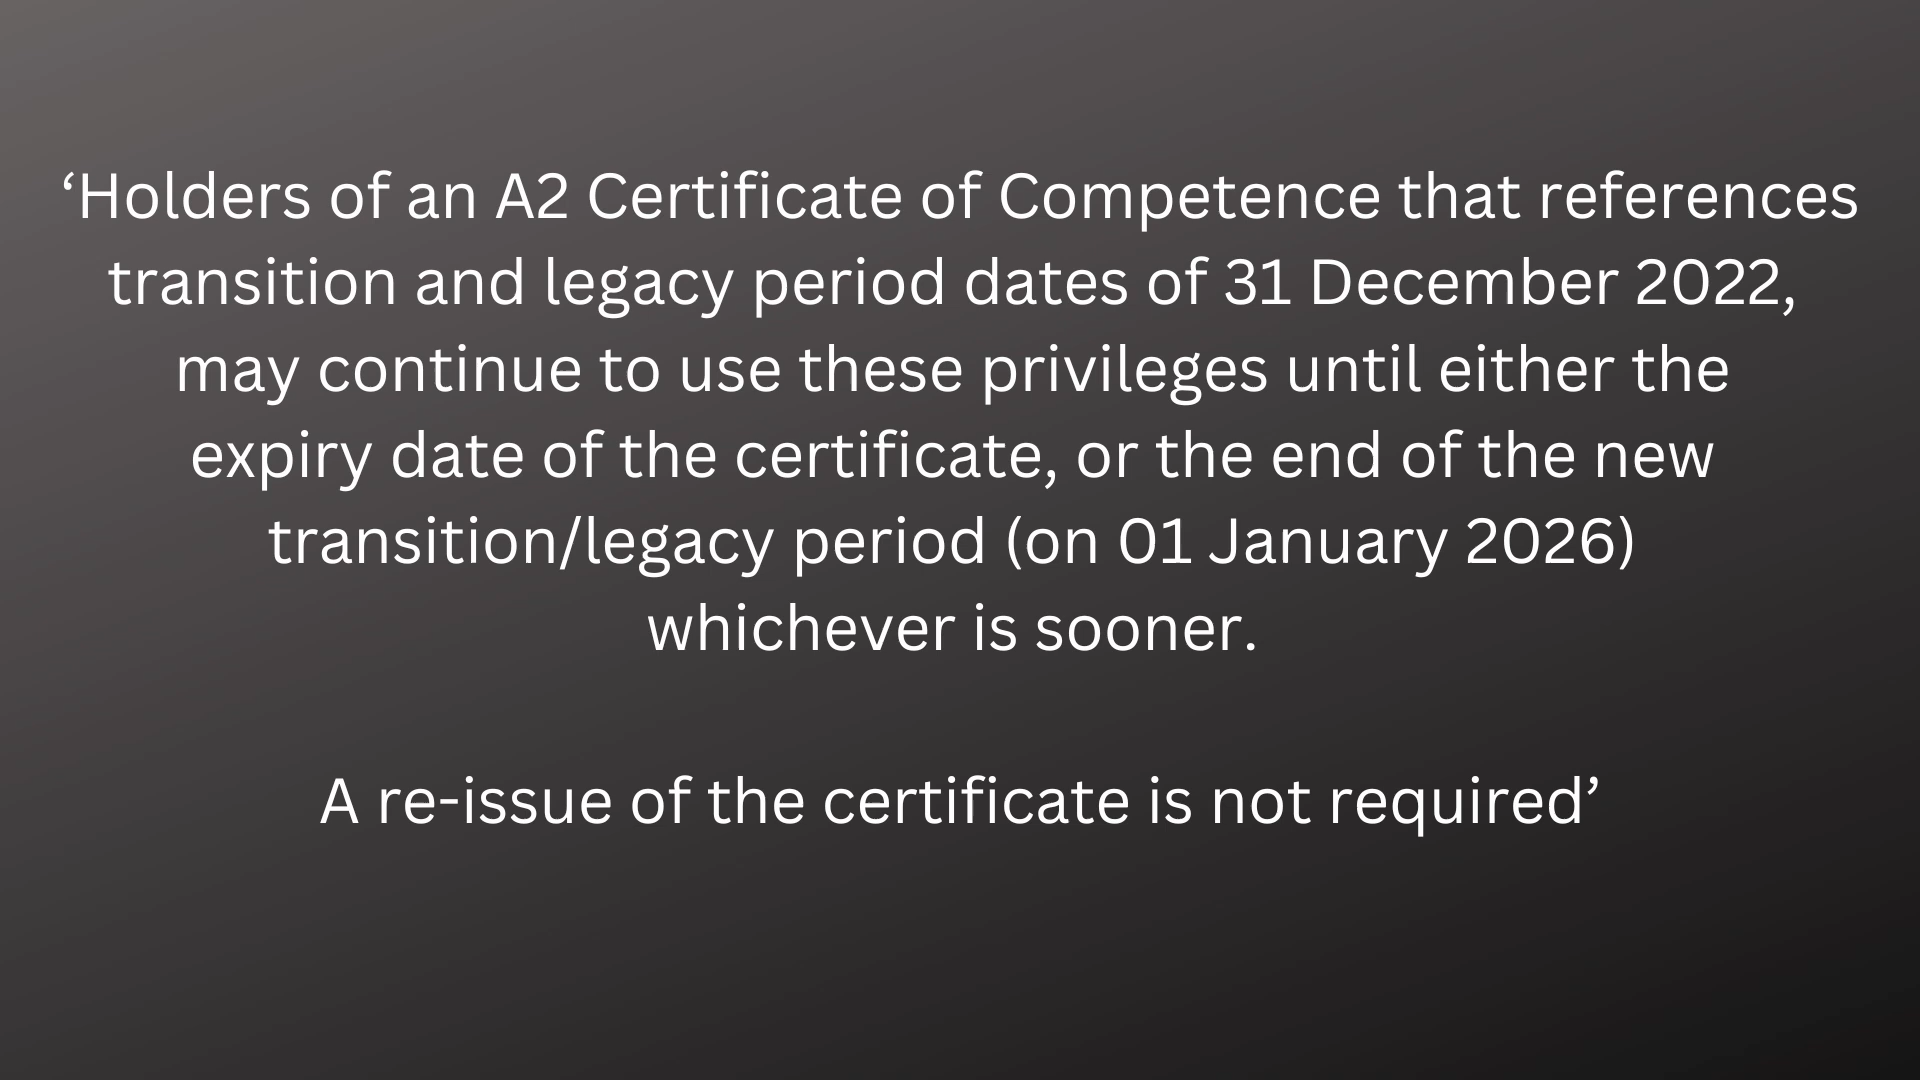 ‘Holders of an A2 Certificate of Competence that references
transition and legacy period dates of 31 December 2022,
may continue to use these privileges until either the
expiry date of the certificate, or the end of the new
transition/legacy period (on 01 January 2026)
whichever is sooner.
A re-issue of the certificate is not required’